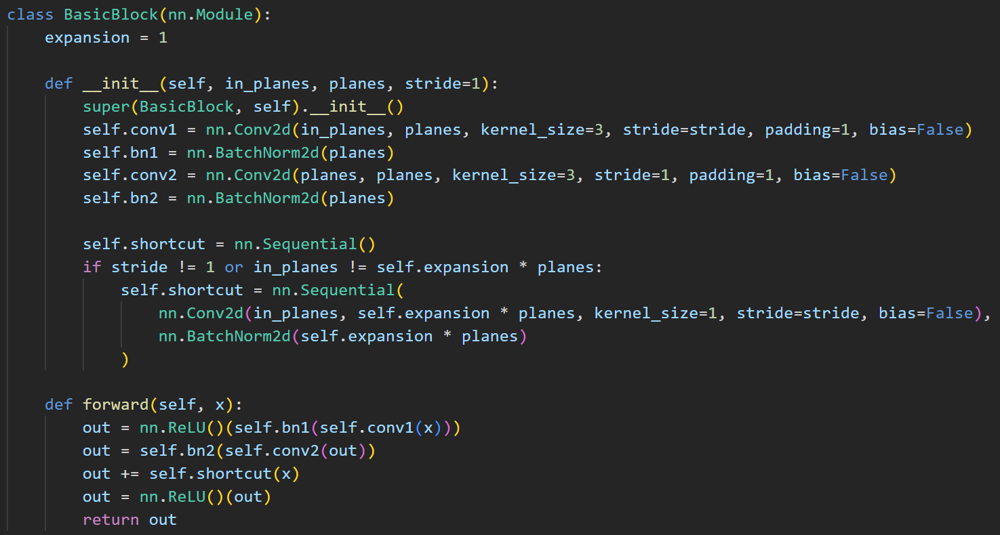 class BasicBlock(nn.Module):
    expansion = 1

    def __init__(self, in_planes, planes, stride=1):
        super(BasicBlock, self).__init__()
        self.conv1 = nn.Conv2d(in_planes, planes, kernel_size=3, stride=stride, padding=1, bias=False)
        self.bn1 = nn.BatchNorm2d(planes)
        self.conv2 = nn.Conv2d(planes, planes, kernel_size=3, stride=1, padding=1, bias=False)
        self.bn2 = nn.BatchNorm2d(planes)

        self.shortcut = nn.Sequential()
        if stride != 1 or in_planes != self.expansion * planes:
            self.shortcut = nn.Sequential(
                nn.Conv2d(in_planes, self.expansion * planes, kernel_size=1, stride=stride, bias=False),
                nn.BatchNorm2d(self.expansion * planes)
            )

    def forward(self, x):
        out = nn.ReLU()(self.bn1(self.conv1(x)))
        out = self.bn2(self.conv2(out))
        out += self.shortcut(x)
        out = nn.ReLU()(out)
        return out